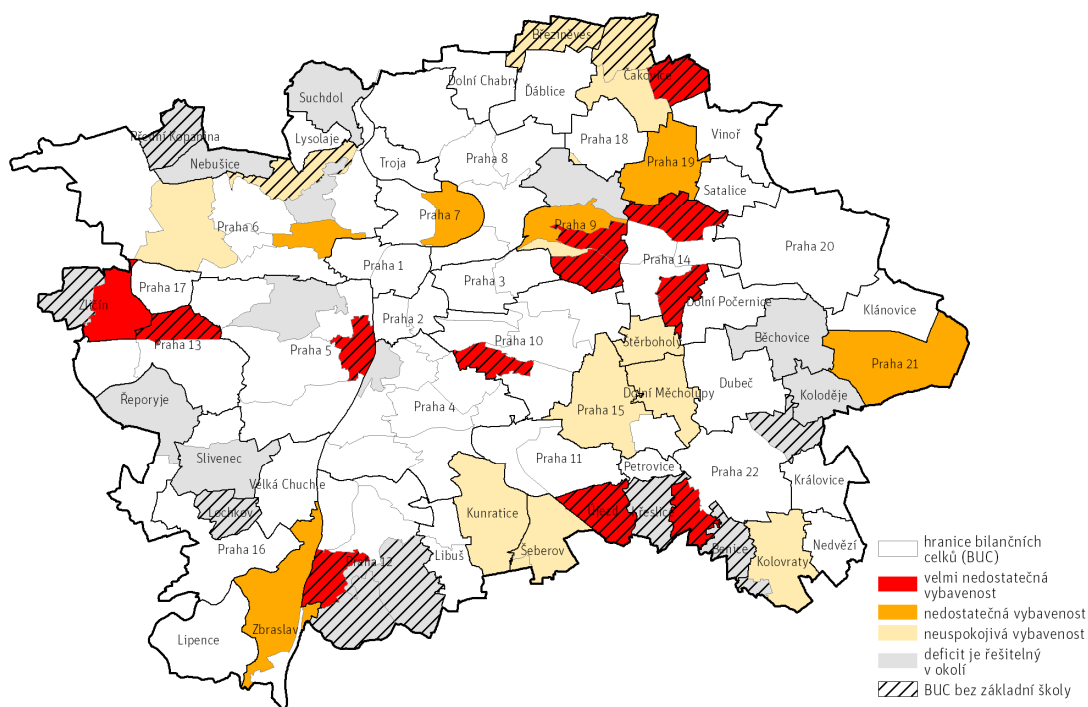 Březiněves
Čakovice
Dolní Chabry
Ďáblice
Suchdol
Přední Kopanina
Lysolaje
Praha 18
Vinoř
Nebušice
Troja
Praha 8
Praha 19
Satalice
Praha 6
Praha 7
Praha 9
Praha 20
Praha 1
Praha 14
Praha 3
Praha 17
Zličín
Dolní Počernice
Klánovice
Praha 2
Praha 13
Praha 5
Praha 10
Štěrboholy
Běchovice
Praha 21
Řeporyje
Praha 4
Praha 15
Dolní Měcholupy
Dubeč
Koloděje
Slivenec
Praha 11
Petrovice
Praha 22
Královice
Velká Chuchle
Lochkov
Kunratice
Újezd
Křeslice
Praha 16
Praha 12
Libuš
Šeberov
Benice
Kolovraty
Nedvězí
Lipence
Zbraslav
hranice bilančních
celků (BUC)
velmi nedostatečná
vybavenost
nedostatečná vybavenost
neuspokojivá vybavenost
deficit je řešitelný
v okolí
BUC bez základní školy